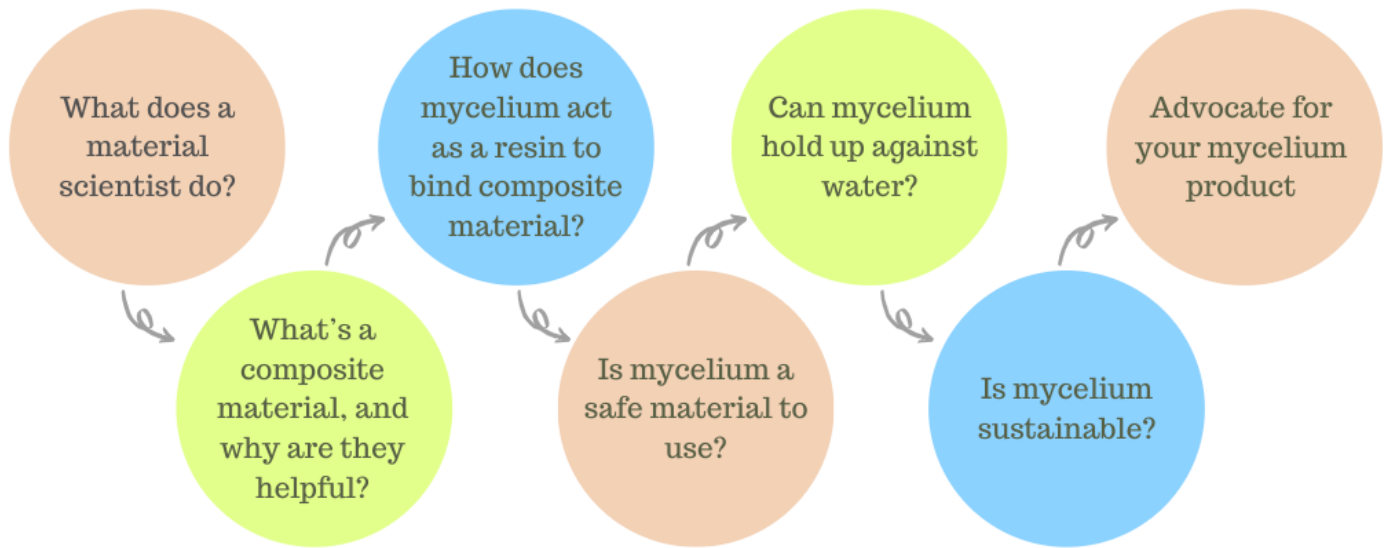 What does a
material
scientist do?
What's a
composite
material, and
why are they
helpful?
How does
mycelium act
as a resin to
bind composite
material?
Is mycelium a
safe material to
use?
Can mycelium
hold up against
water?
Is mycelium
sustainable?
Advocate for
your mycelium
product